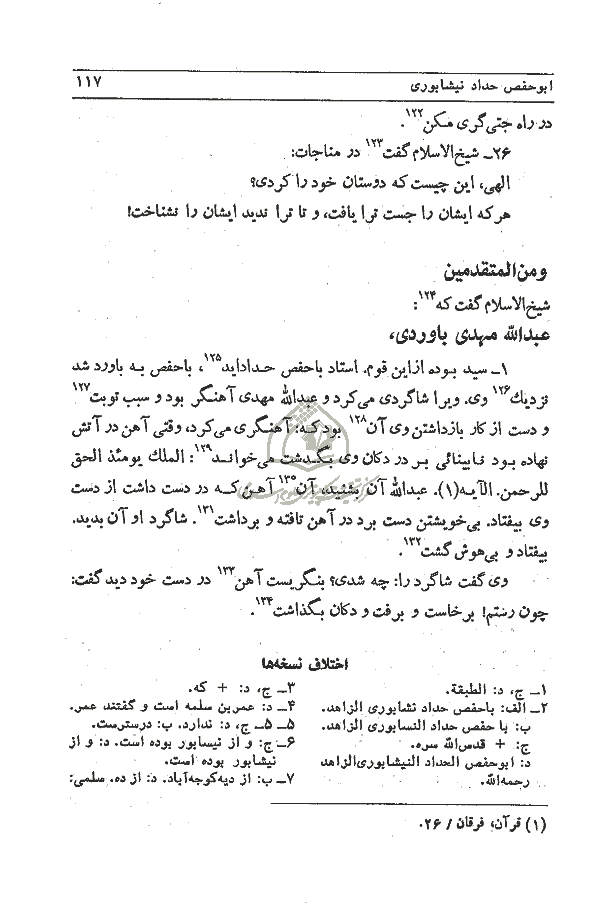 ابوحفص حداد نیشابوری ۱۱۷
در راه جتی‌گری مکن۱۲۲.
۲۶ـ شیخ‌الاسلام گفت۱۲۳ در مناجات:
الهی، این چیست که دوستان خود را کردی؟
هرکه ایشان را جست ترا یافت، و تا ترا ندید ایشان را نشناخت!
ومن‌المتقدمین
شیخ‌الاسلام گفت که۱۲۴:
عبدالله مهدی باوردی،
۱ـ سید بوده ازاین قوم. استاد باحفص حدادابد۱۲۵، باحفص به باورد شد
نزدیك۱۲۶ وی. ویرا شاگردی می‌کرد و عبدالله مهدی آهنگر بود و سبب توبت۱۲۷
و دست از کار بازداشتن وی آن۱۲۸ بودکه: آهنگری می‌کرد، وقتی آهن در آتش
نهاده بود نابینائی بر در دکان وی بگذشت می‌خواند۱۲۹: الملك یومئذ الحق
للرحمن. الآیه(۱). عبدالله آن بشنید، آن۱۳۰ آهن‌که در دست داشت از دست
وی بیفتاد. بی‌خویشتن دست برد در آهن تافته و برداشت۱۳۱. شاگرد او آن بدید.
بیفتاد و بی‌هوش گشت۱۳۲.
وی گفت شاگرد را: چه شدی؟ بنگریست آهن۱۳۳ در دست خود دید گفت:
چون رستم! برخاست و برفت و دکان بگذاشت۱۳۴.
اختلاف نسخه‌ها
۱ـ ج، د: الطبقة.
۲ـ الف: باحفص حداد نشاپوری الزاهد.
ب: با حفص حداد النسابوری الزاهد.
ج: + قدس‌الله سره.
د: ابوحفص الحداد النیشابوری‌الزاهد
رحمه‌الله.
۳ـ ج، د: + که.
۴ـ د: عمربن سلمه است و گفتند عمر.
۵ـ ۵ـ ج، د: ندارد. ب: درسترست.
۶ـ ج: و از نیسابور بوده است. د: و از
نیشابور بوده است.
۷ـ ب: از دیه‌کوجه‌آباد. د: از ده. سلمی:
(۱) قرآن، فرقان / ۲۶.